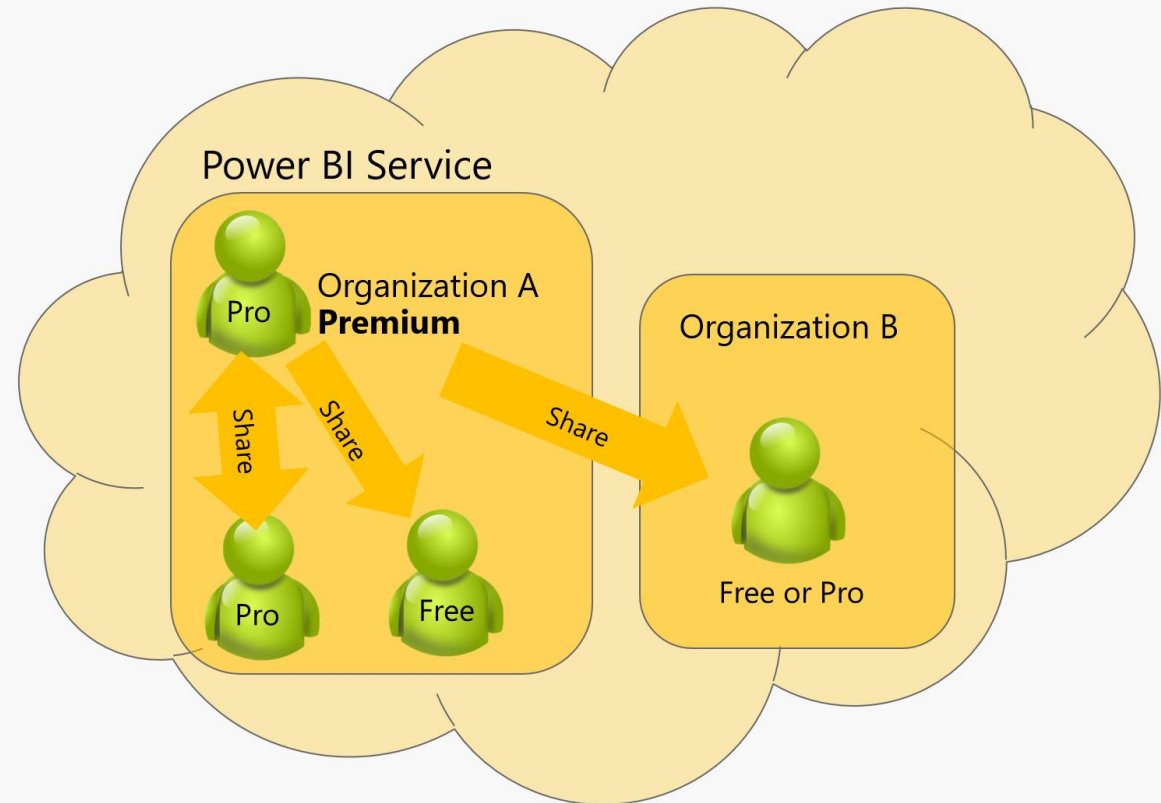 Power BI Service
Pro
Organization A
Premium
Organization B
Share
Share
Share
Pro
Free
Free or Pro